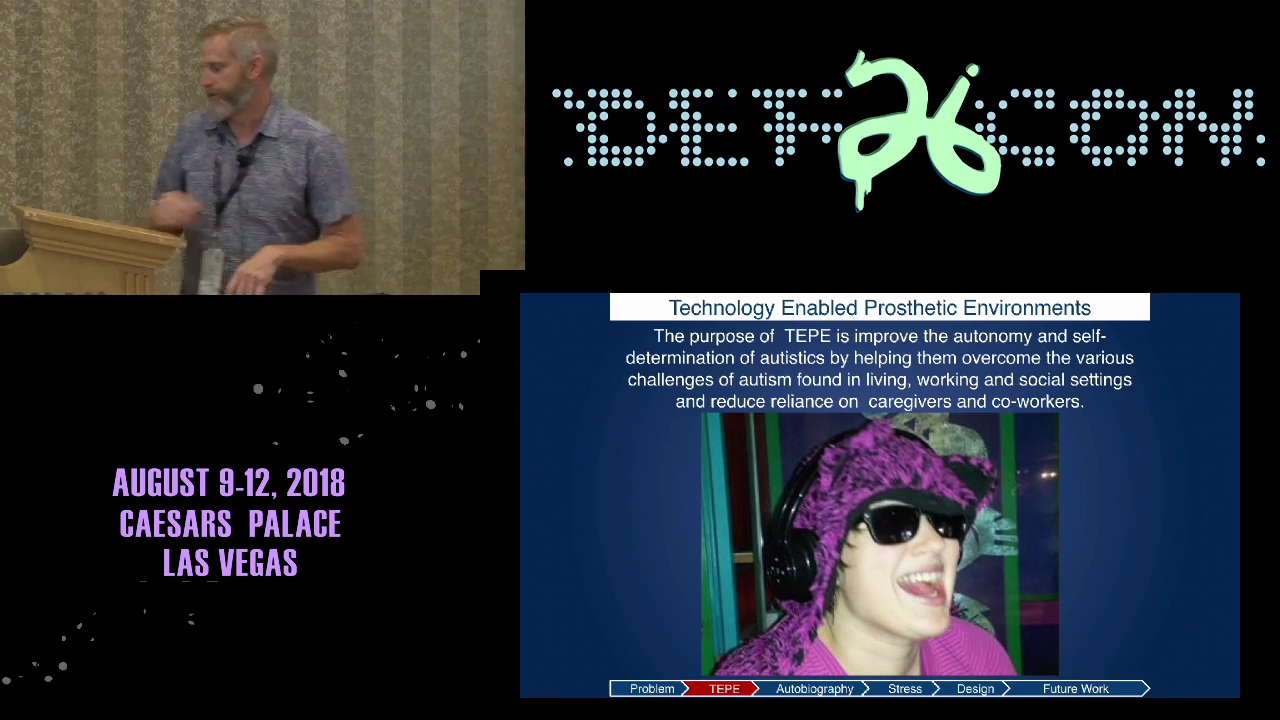 DEF 26 CON
Technology Enabled Prosthetic Environments
The purpose of TEPE is improve the autonomy and self-
determination of autistics by helping them overcome the various
challenges of autism found in living, working and social settings
and reduce reliance on caregivers and co-workers.
AUGUST 9-12, 2018
CAESARS PALACE
LAS VEGAS
Problem TEPE Autobiography Stress Design Future Work